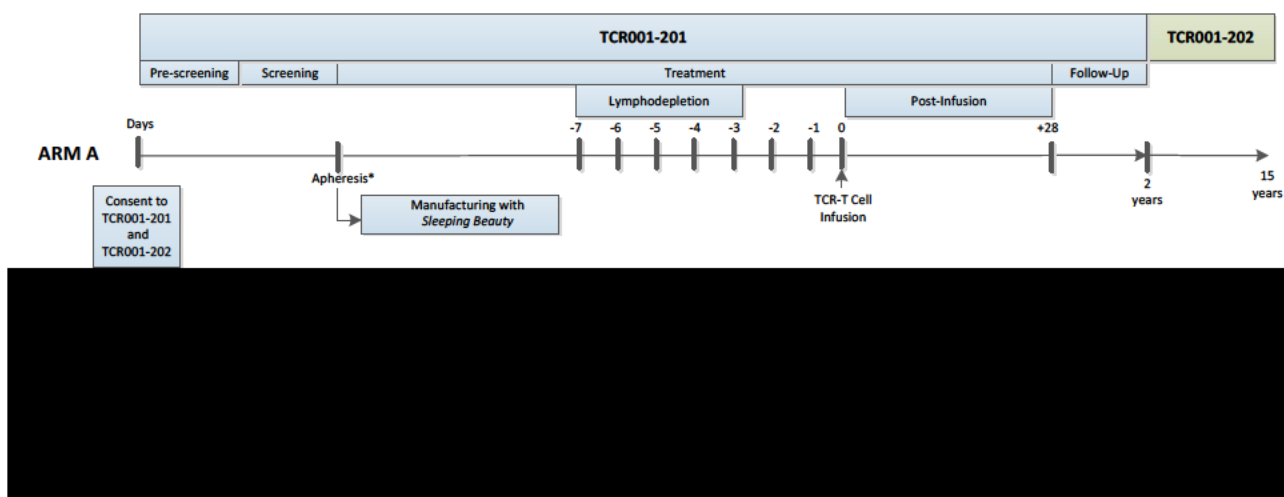 TCR001-201
TCR001-202
Pre-screening
Screening
Treatment
Follow-Up
Lymphodepletion
Post-Infusion
Days
-7
-6
-5
-4
-3
-2
-1
0
+28
ARM A
Apheresis*
TCR-T Cell
Infusion
2
years
15
years
Manufacturing with
Sleeping Beauty
Consent to
TCR001-201
and
TCR001-202